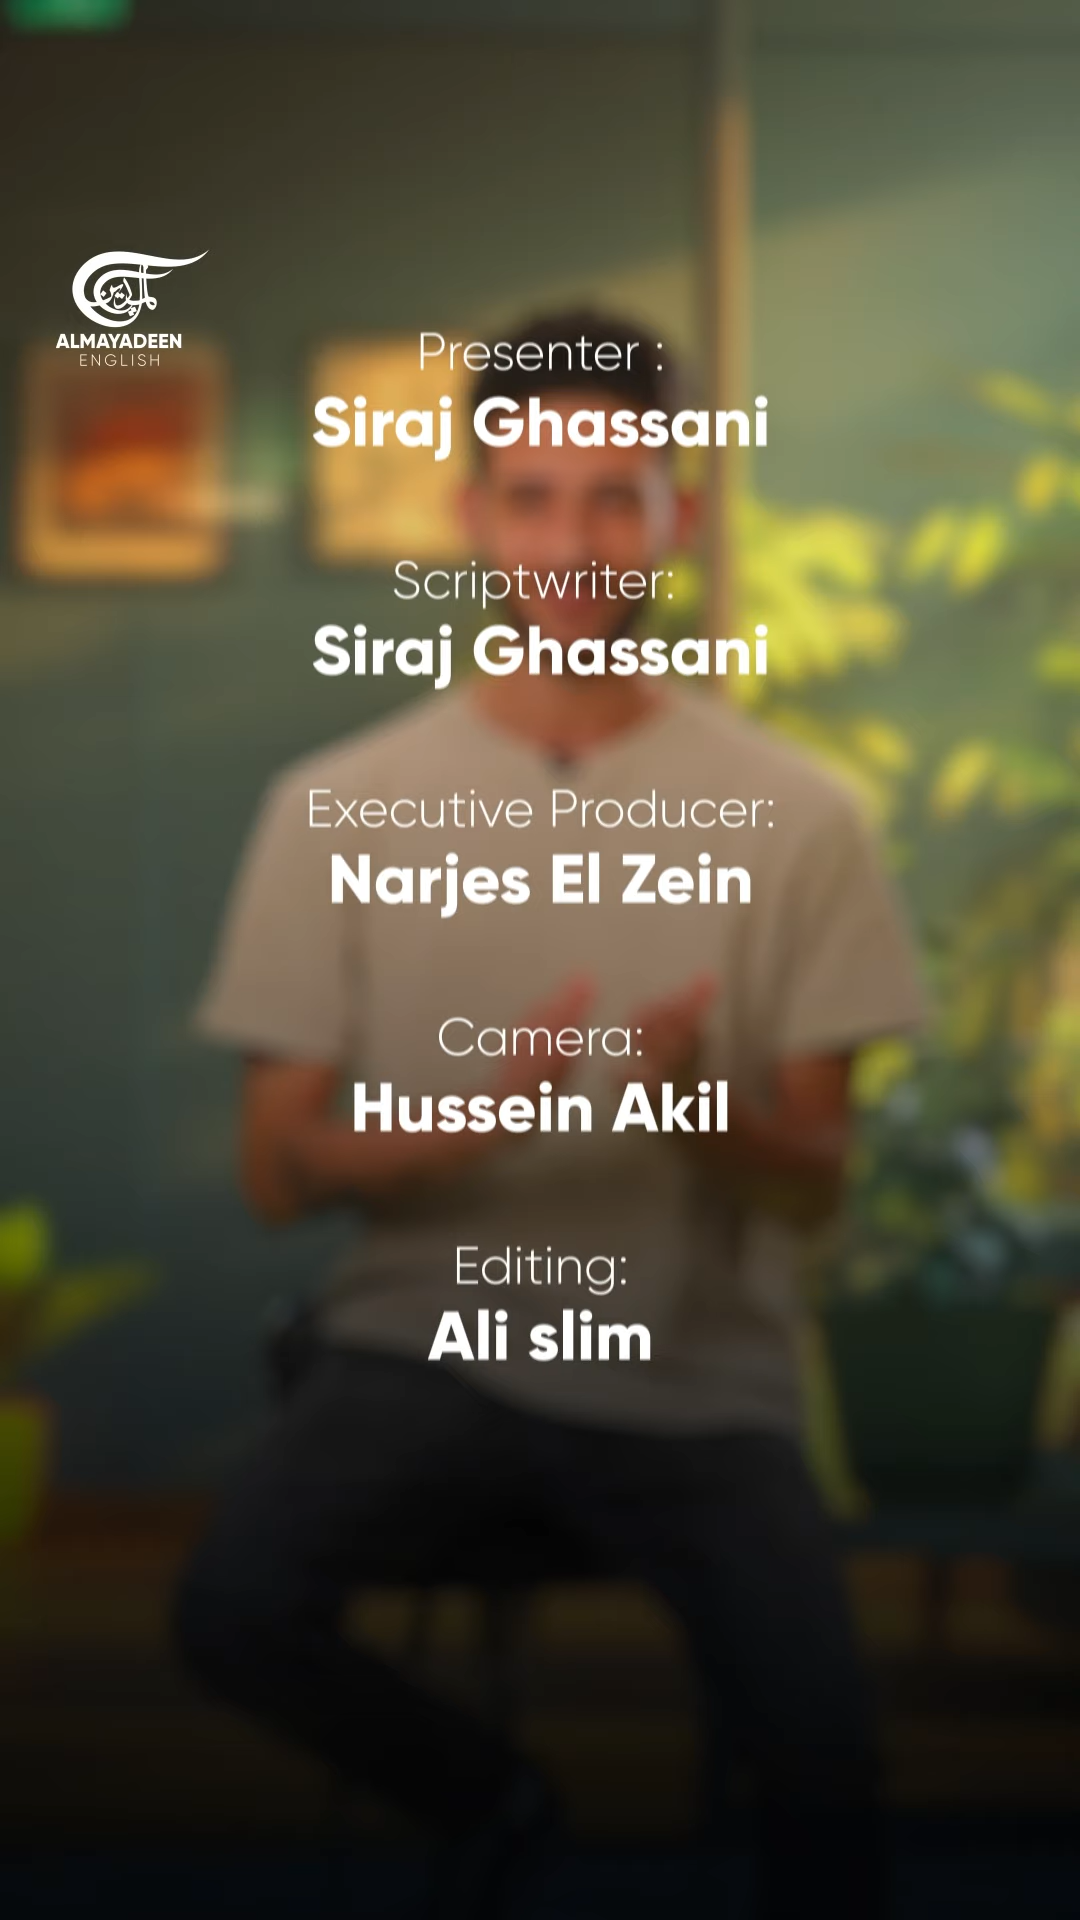 الميادين
ALMAYADEEN
ENGLISH
Presenter :
Siraj Ghassani
Scriptwriter:
Siraj Ghassani
Executive Producer:
Narjes El Zein
Camera:
Hussein Akil
Editing:
Ali slim